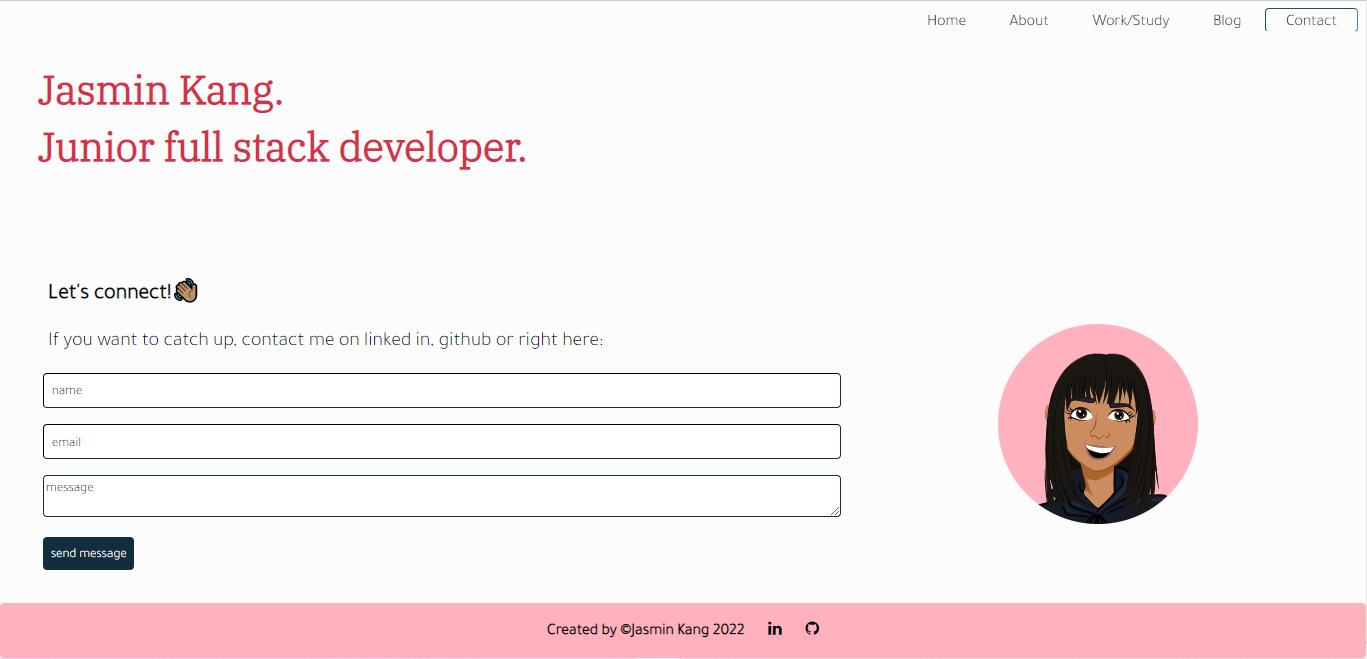 Home About Work/Study Blog Contact
Jasmin Kang.
Junior full stack developer.
Let's connect!
If you want to catch up, contact me on linked in, github or right here:
name
email
message
send message
Created by ©Jasmin Kang 2022 in